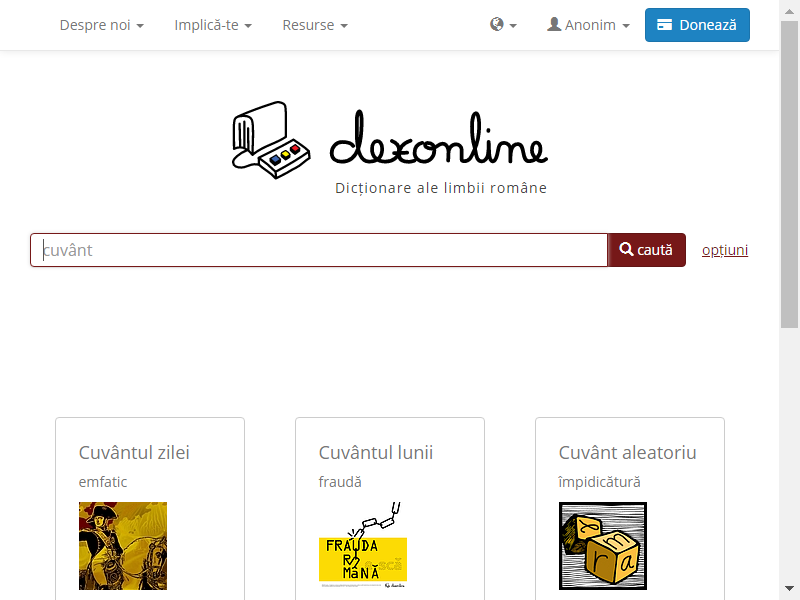 Despre noi
Implică-te
Resurse
Anonim
Donează
dexonline
Dicționare ale limbii române
cuvânt
caută
opțiuni
Cuvântul zilei
emfatic
Cuvântul lunii
fraudă
FRAUDA
RO
MâNĂ
Cuvânt aleatoriu
împidicătură